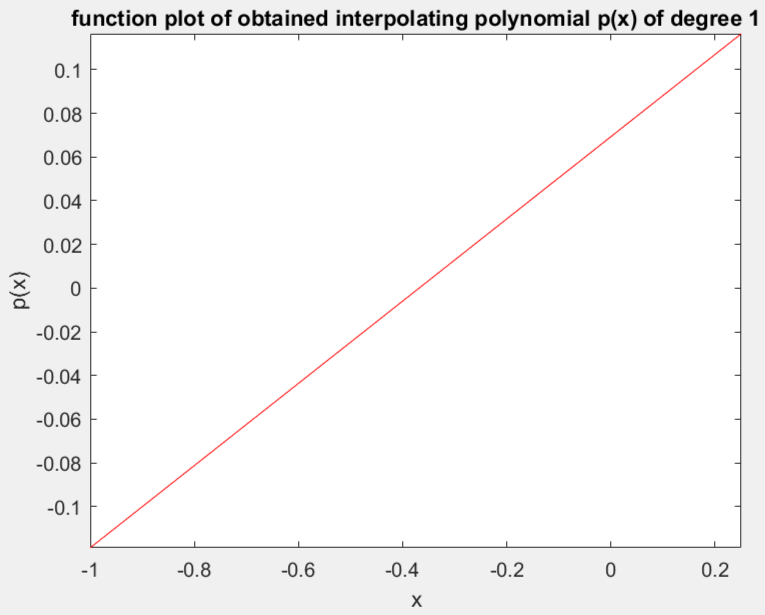 function plot of obtained interpolating polynomial p(x) of degree 1
0.1
0.08
0.06
0.04
0.02
0
-0.02
-0.04
-0.06
-0.08
-0.1
p(x)
-1 -0.8 -0.6 -0.4 -0.2 0 0.2
x